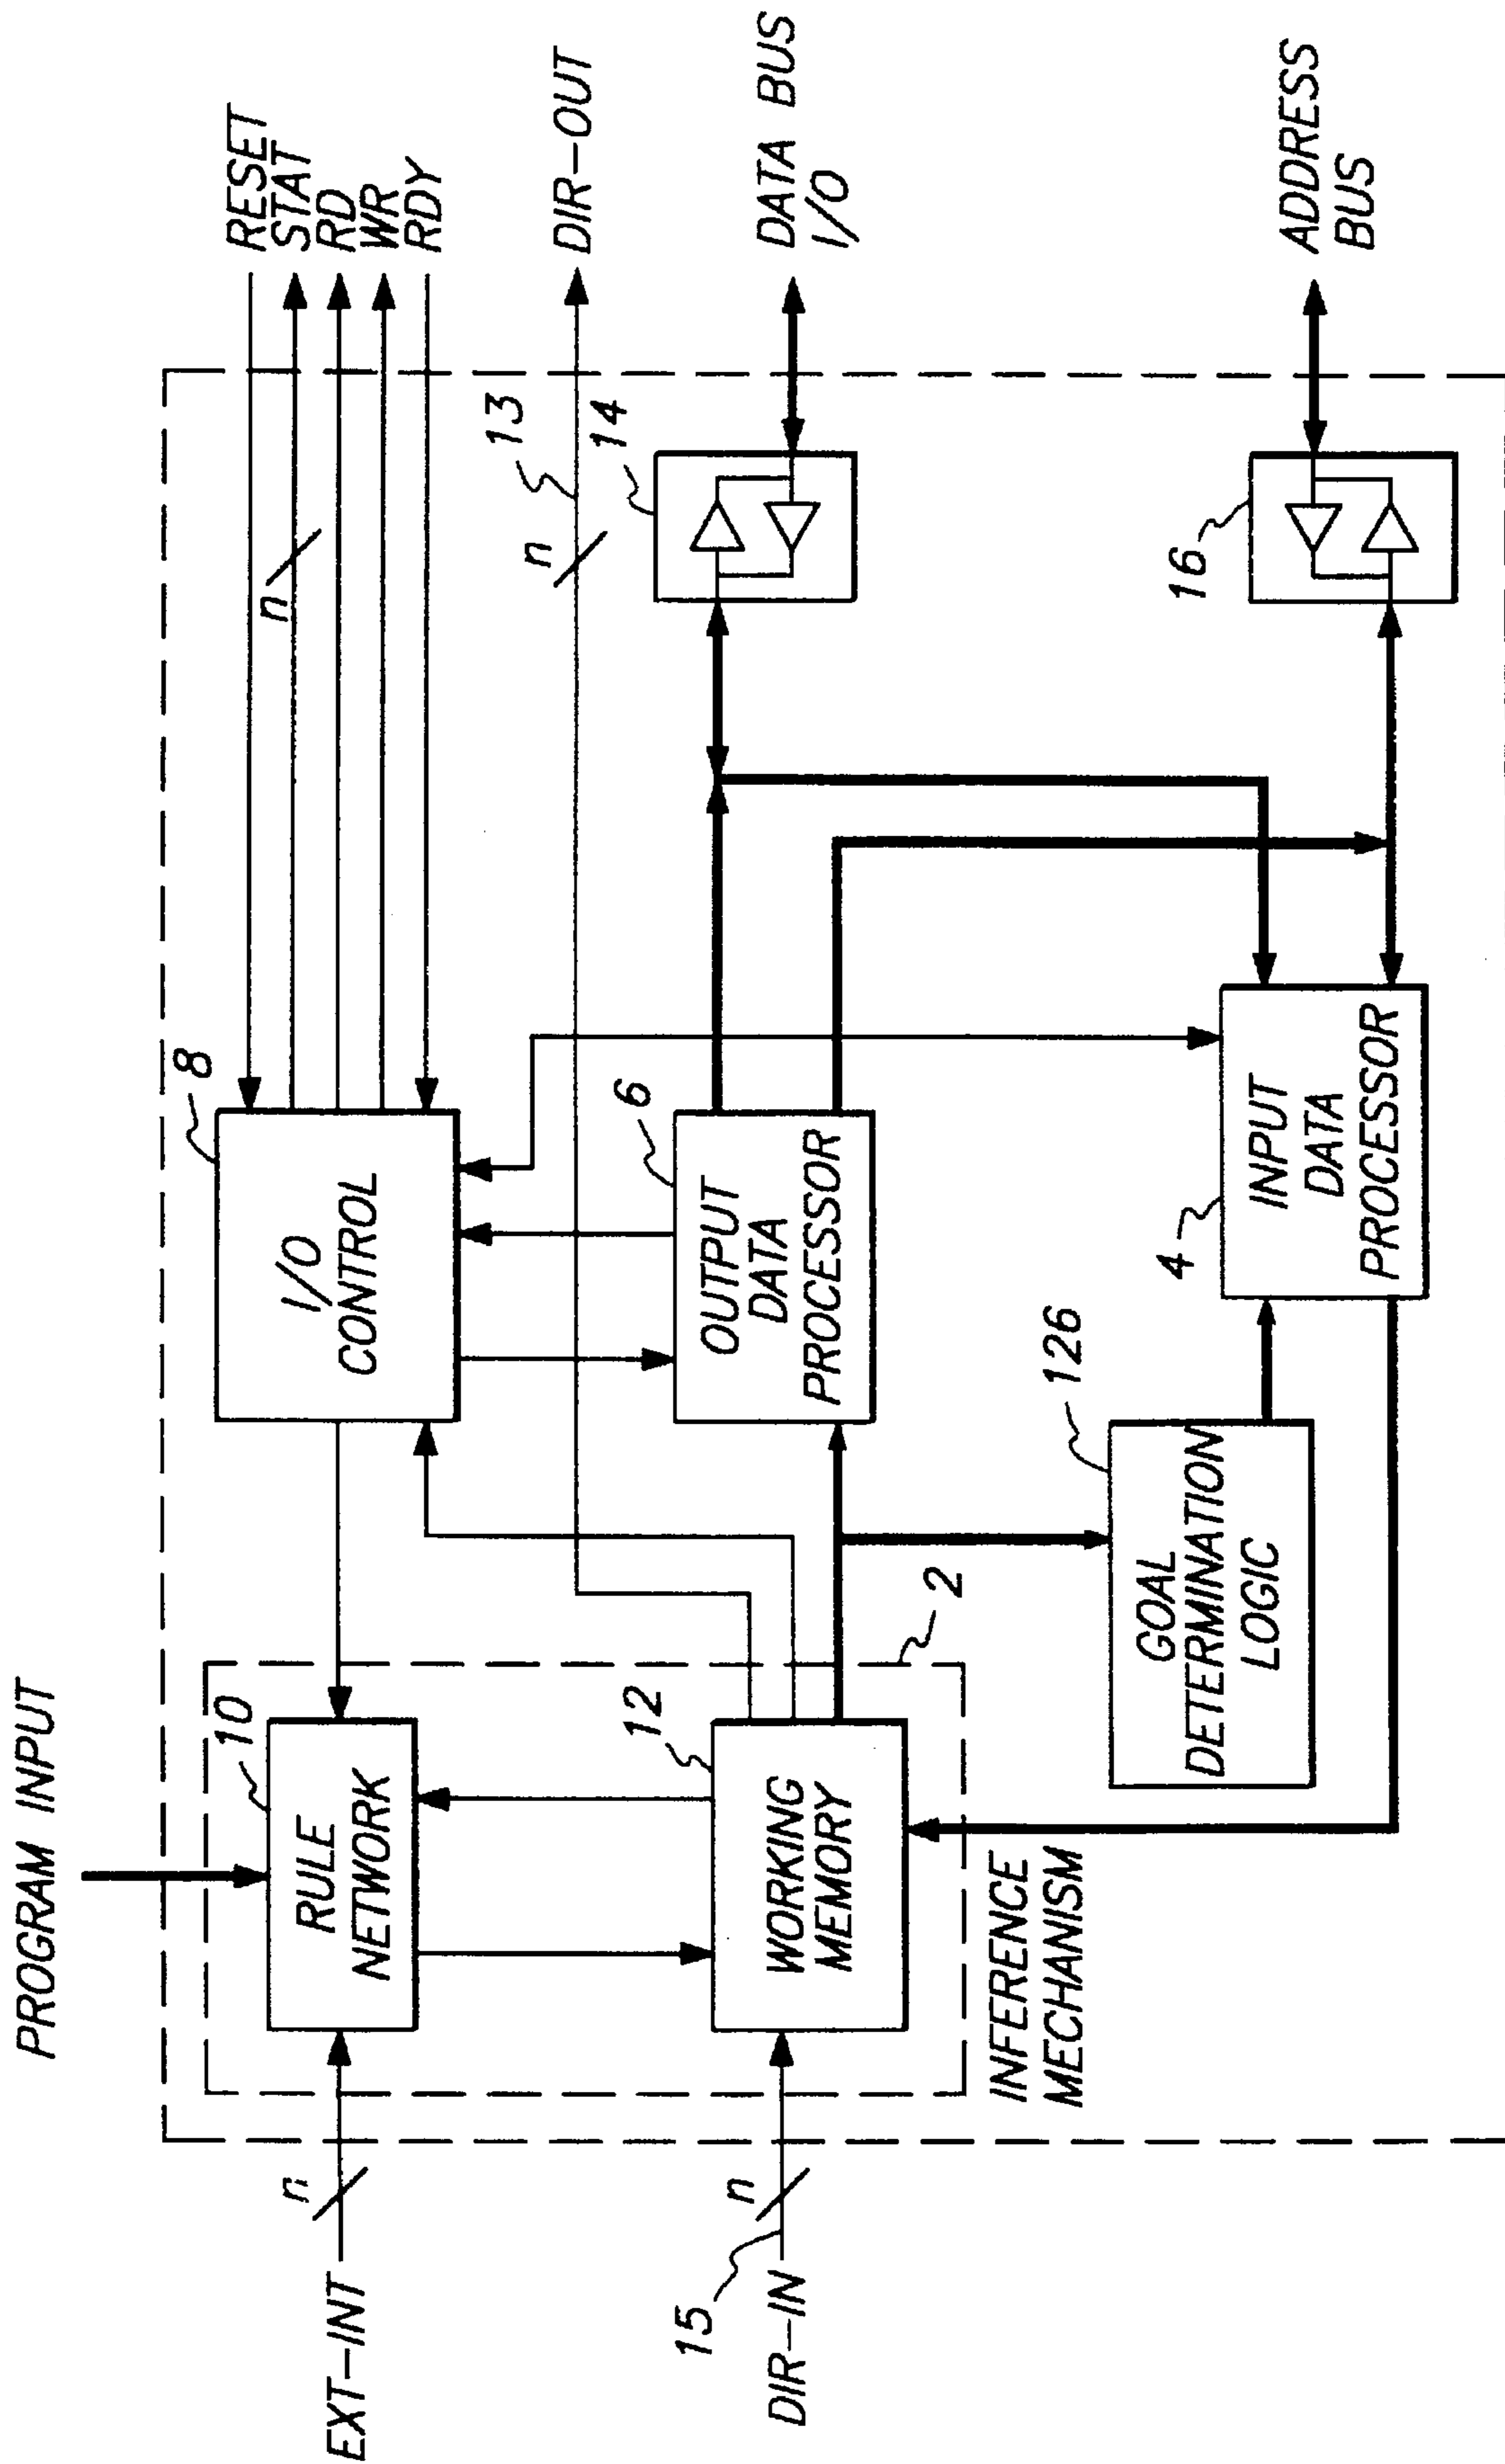 PROGRAM INPUT
EXT-INT
n
10
RULE
NETWORK
8
I/O
CONTROL
n
RESET
STAT
RD
WR
RDY
13
n
DIR-OUT
15
DIR-IN
n
12
WORKING
MEMORY
2
INFERENCE
MECHANISM
6
OUTPUT
DATA
PROCESSOR
14
DATA BUS
I/O
126
GOAL
DETERMINATION
LOGIC
4
INPUT
DATA
PROCESSOR
16
ADDRESS
BUS